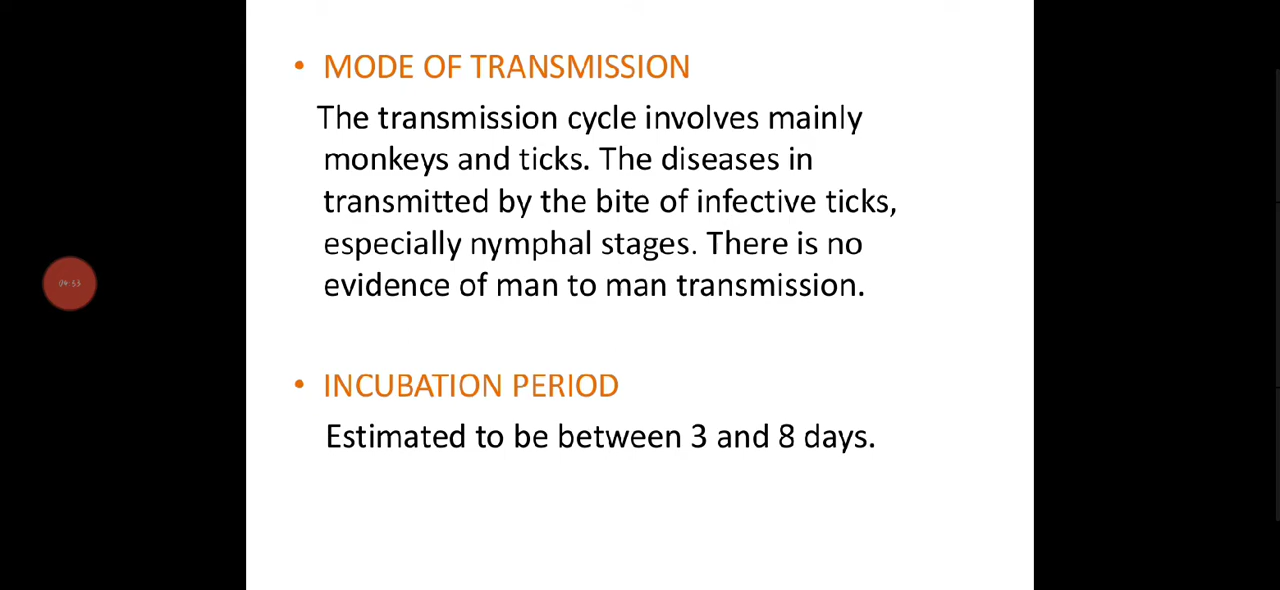 • MODE OF TRANSMISSION
The transmission cycle involves mainly
monkeys and ticks. The diseases in
transmitted by the bite of infective ticks,
especially nymphal stages. There is no
evidence of man to man transmission.
04:53
• INCUBATION PERIOD
Estimated to be between 3 and 8 days.